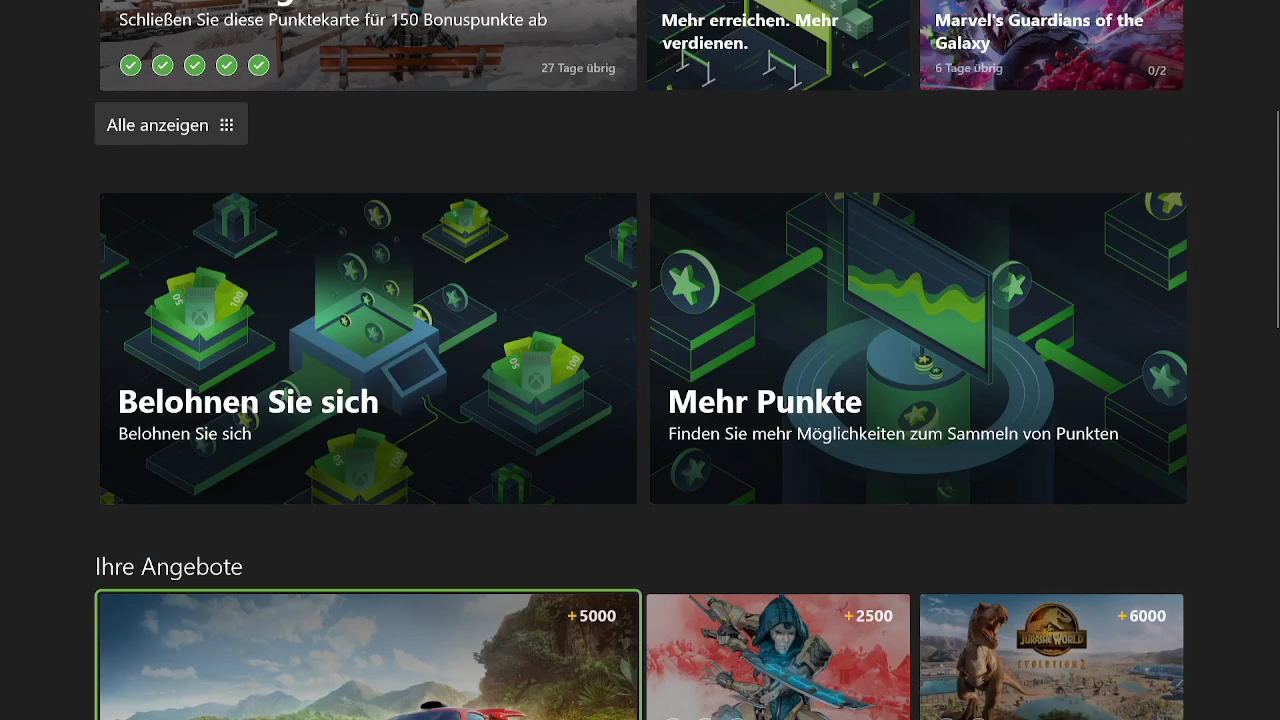 Schließen Sie diese Punktekarte für 150 Bonuspunkte ab
27 Tage übrig
Mehr erreichen. Mehr
verdienen.
Marvel's Guardians of the
Galaxy
6 Tage übrig
0/2
Alle anzeigen
Belohnen Sie sich
Belohnen Sie sich
Mehr Punkte
Finden Sie mehr Möglichkeiten zum Sammeln von Punkten
Ihre Angebote
+5000
+2500
+6000
JURASSIC WORLD
EVOLUTION 2